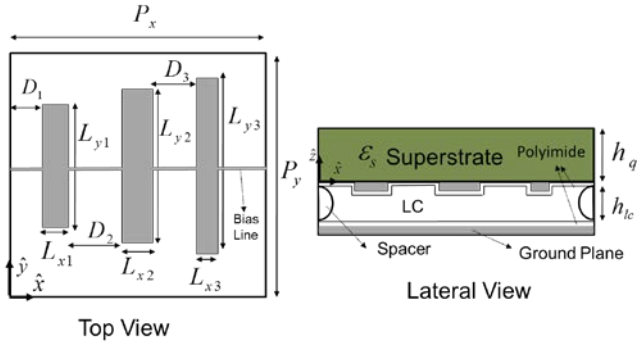 P_x
D_1
D_3
L_y1
L_y2
L_y3
P_y
Bias
Line
D_2
L_x1
L_x2
L_x3
ŷ
x̂
Top View
ε_s Superstrate
ẑ
x̂
Polyimide
h_q
LC
h_lc
Spacer
Ground Plane
Lateral View